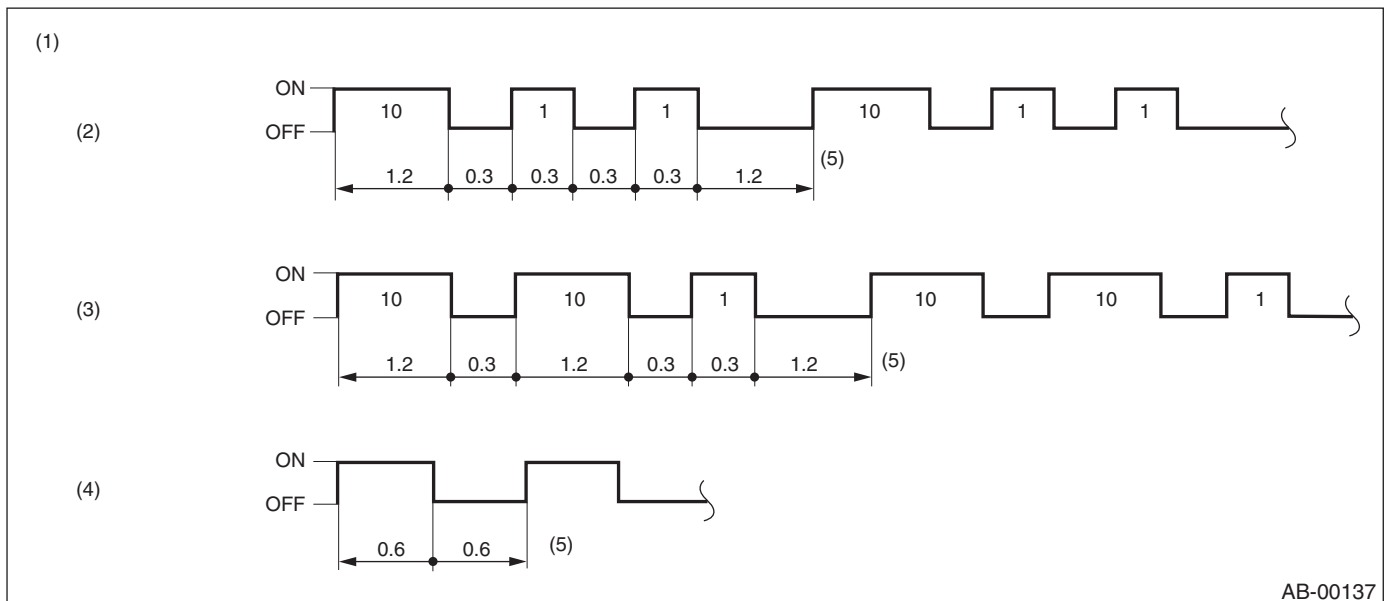 (1)
ON
OFF
(2)
10 1 1 10 1 1
1.2 0.3 0.3 0.3 0.3 1.2 (5)
ON
OFF
(3)
10 10 1 10 10 1
1.2 0.3 1.2 0.3 0.3 1.2 (5)
ON
OFF
(4)
0.6 0.6 (5)
AB-00137